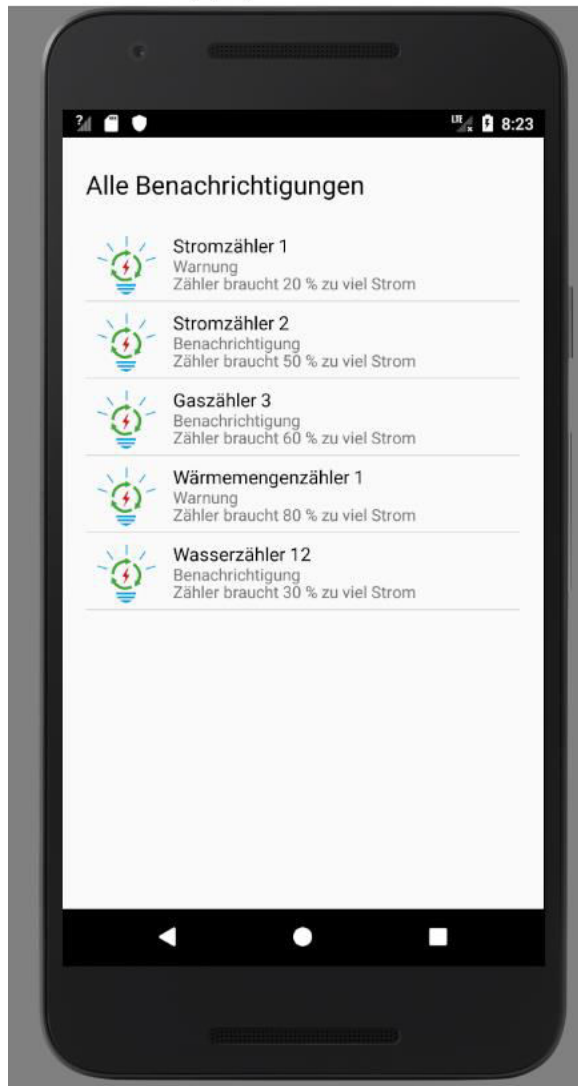 LTE 8:23
Alle Benachrichtigungen
Stromzähler 1
Warnung
Zähler braucht 20 % zu viel Strom
Stromzähler 2
Benachrichtigung
Zähler braucht 50 % zu viel Strom
Gaszähler 3
Benachrichtigung
Zähler braucht 60 % zu viel Strom
Wärmemengenzähler 1
Warnung
Zähler braucht 80 % zu viel Strom
Wasserzähler 12
Benachrichtigung
Zähler braucht 30 % zu viel Strom